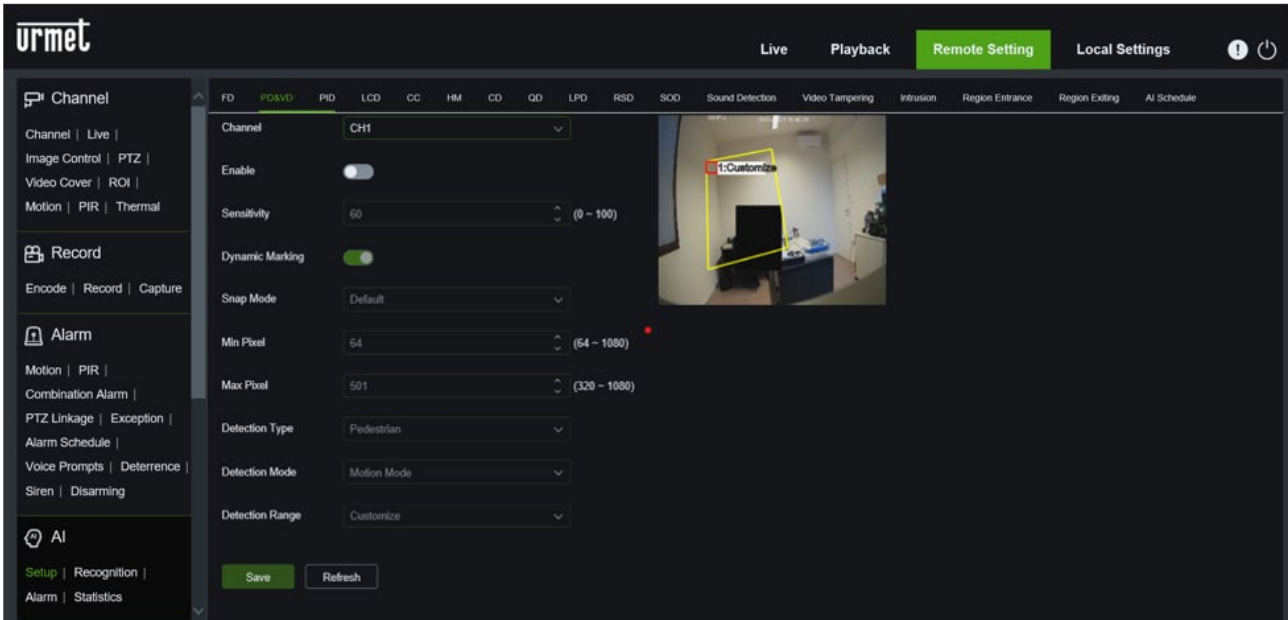 urmet
Live Playback Remote Setting Local Settings
Channel
Channel | Live |
Image Control | PTZ |
Video Cover | ROI |
Motion | PIR | Thermal
Record
Encode | Record | Capture
Alarm
Motion | PIR |
Combination Alarm |
PTZ Linkage | Exception |
Alarm Schedule |
Voice Prompts | Deterrence |
Siren | Disarming
AI
Setup | Recognition |
Alarm | Statistics
FD PD&VD PID LCD CC HM CD QD LPD RSD SOD Sound Detection Video Tampering Intrusion Region Entrance Region Exiting AI Schedule
Channel CH1
Enable
Sensitivity 60 (0 ~ 100)
Dynamic Marking
Snap Mode Default
Min Pixel 64 (64 ~ 1080)
Max Pixel 501 (320 ~ 1080)
Detection Type Pedestrian
Detection Mode Motion Mode
Detection Range Customize
Save Refresh
1:Customize